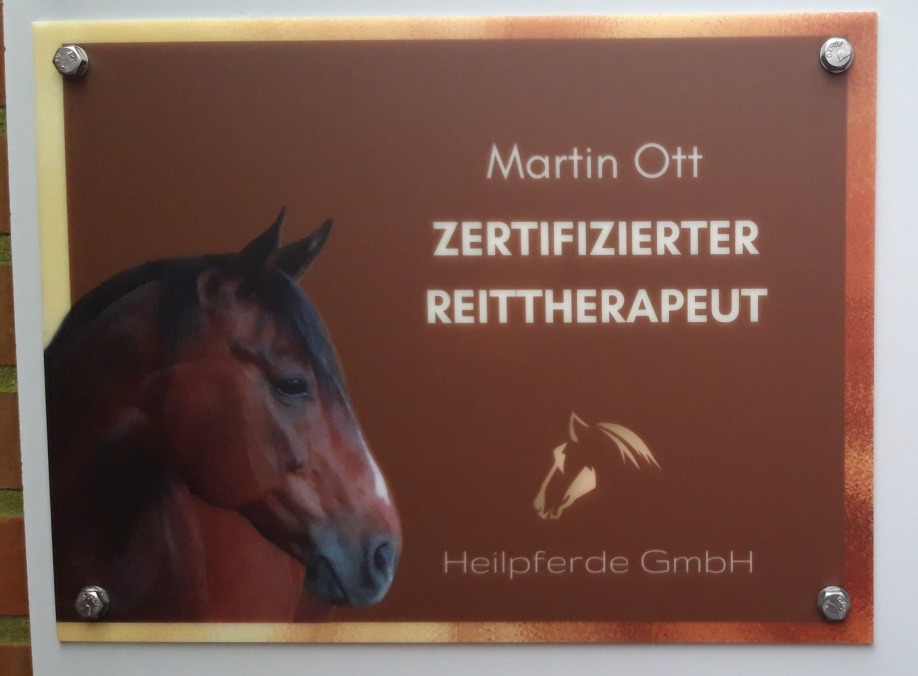 Martin Ott
ZERTIFIZIERTER
REITTHERAPEUT
Heilpferde GmbH